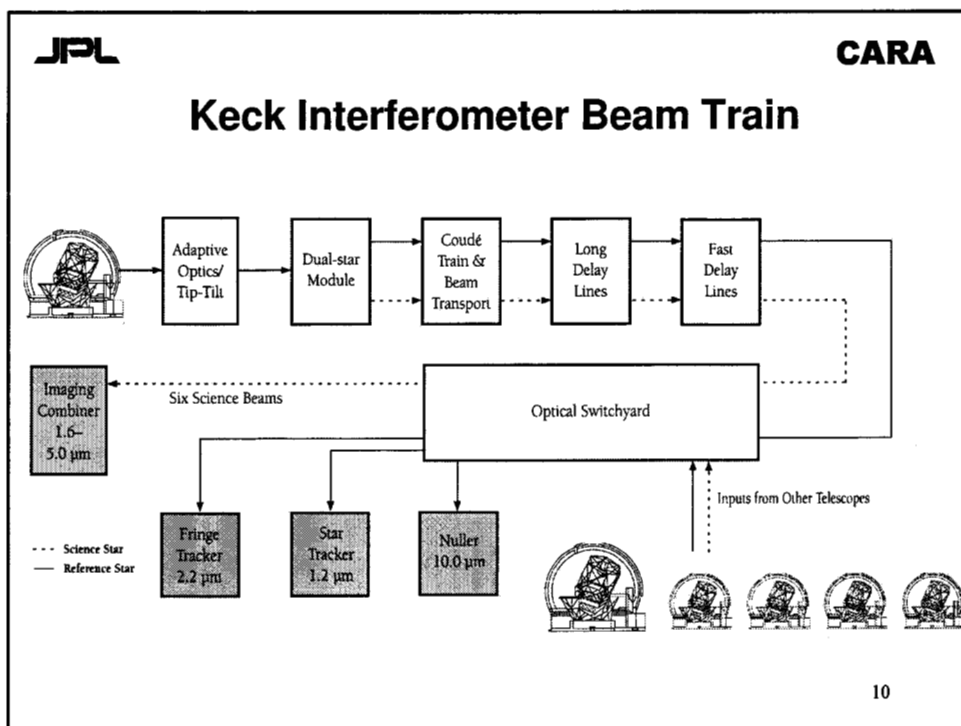 JPL
CARA
Keck Interferometer Beam Train
Adaptive
Optics/
Tip-Tilt
Dual-star
Module
Coudé
Train &
Beam
Transport
Long
Delay
Lines
Fast
Delay
Lines
Imaging
Combiner
1.6–
5.0 µm
Six Science Beams
Optical Switchyard
Inputs from Other Telescopes
Fringe
Tracker
2.2 µm
Star
Tracker
1.2 µm
Nuller
10.0 µm
Science Star
Reference Star
10